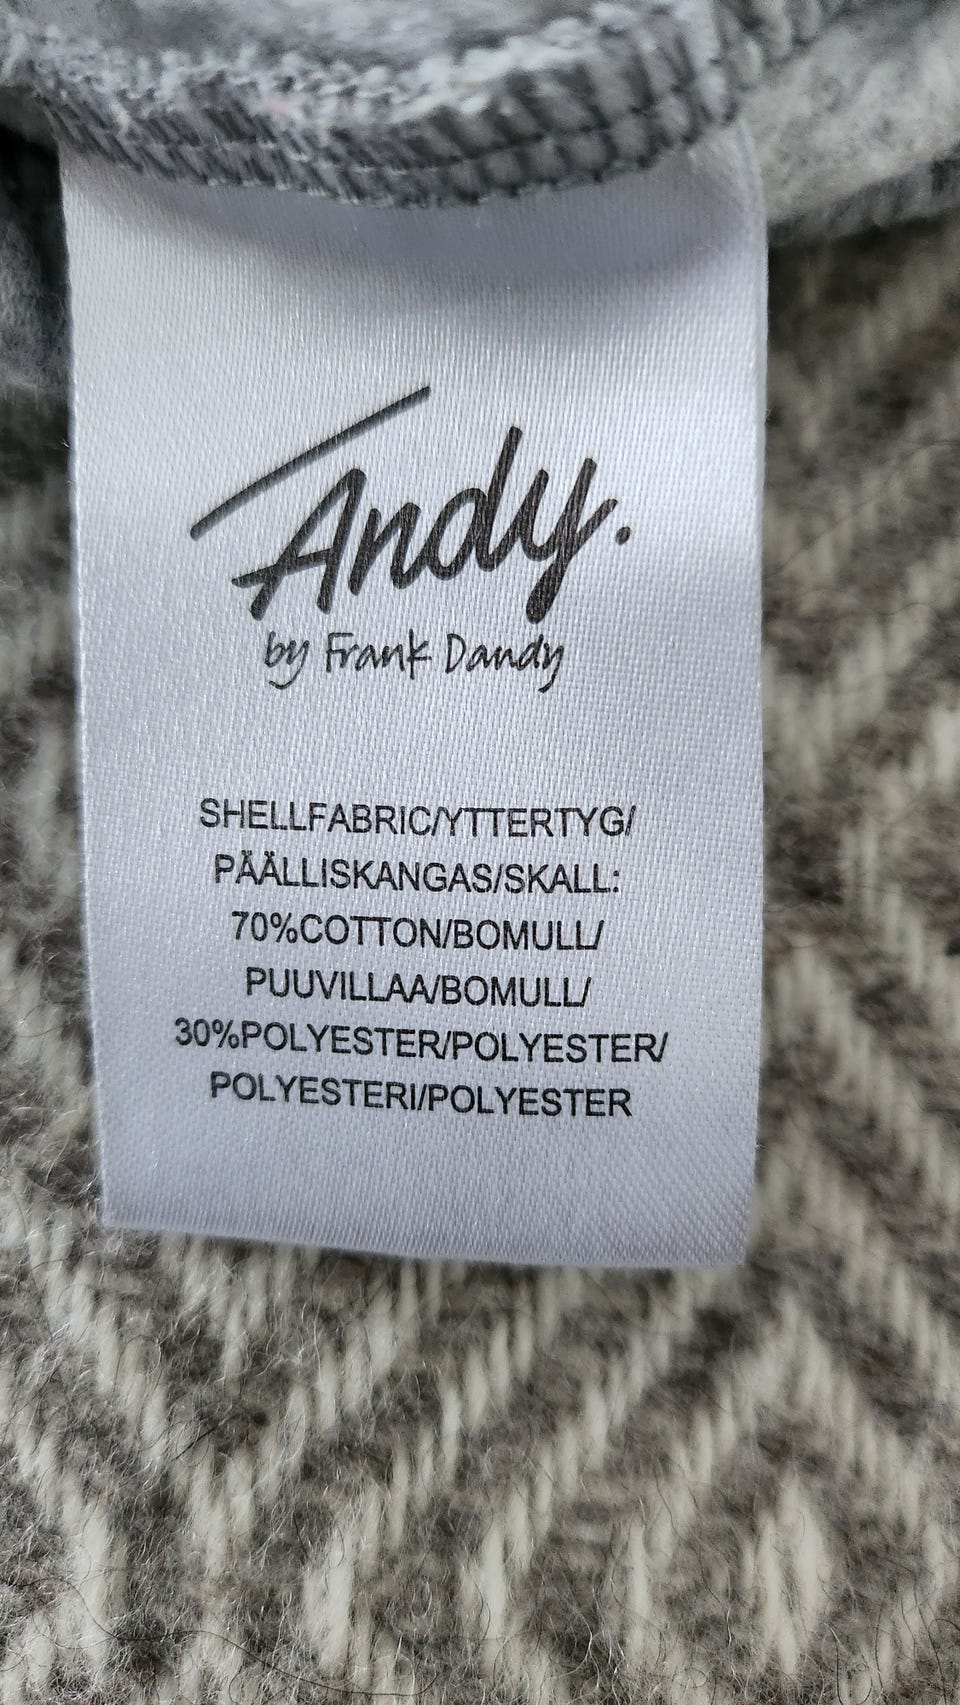 Andy.
by Frank Dandy
SHELLFABRIC/YTTERTYG/
PÄÄLLISKANGAS/SKALL:
70%COTTON/BOMULL/
PUUVILLAA/BOMULL/
30%POLYESTER/POLYESTER/
POLYESTERI/POLYESTER